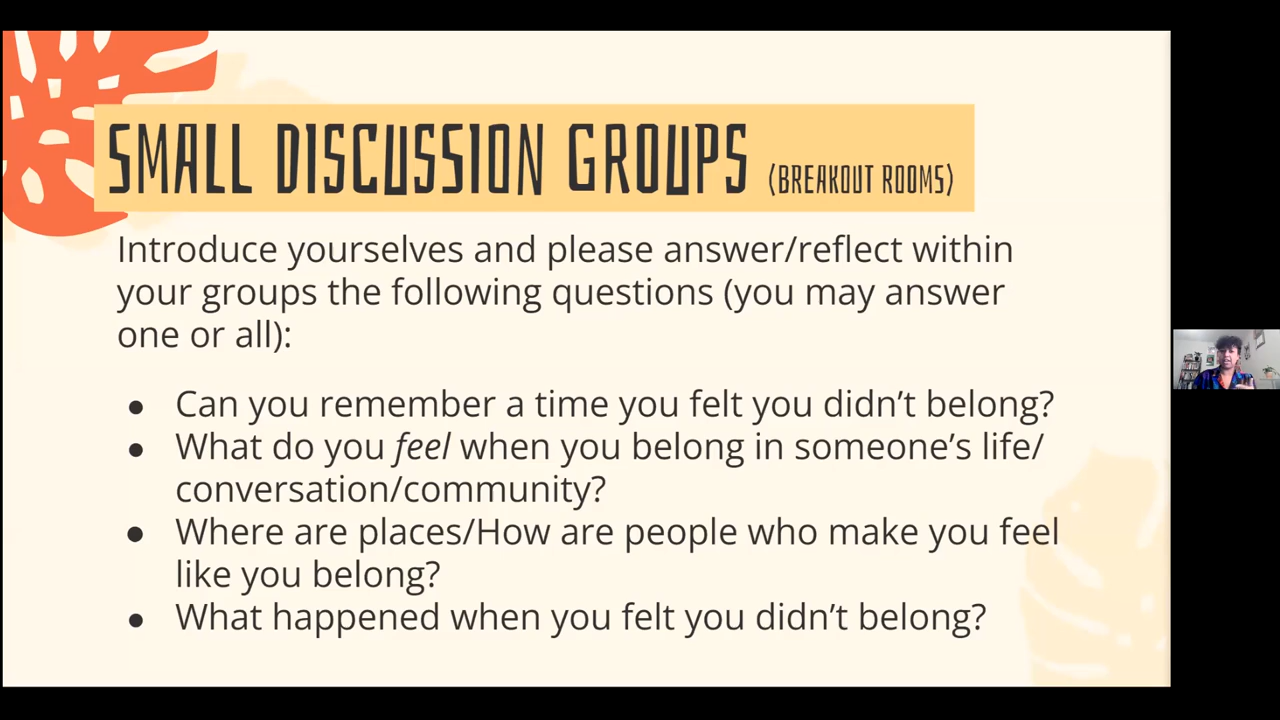 SMALL DISCUSSION GROUPS (BREAKOUT ROOMS)
Introduce yourselves and please answer/reflect within
your groups the following questions (you may answer
one or all):
● Can you remember a time you felt you didn’t belong?
● What do you feel when you belong in someone’s life/
conversation/community?
● Where are places/How are people who make you feel
like you belong?
● What happened when you felt you didn’t belong?